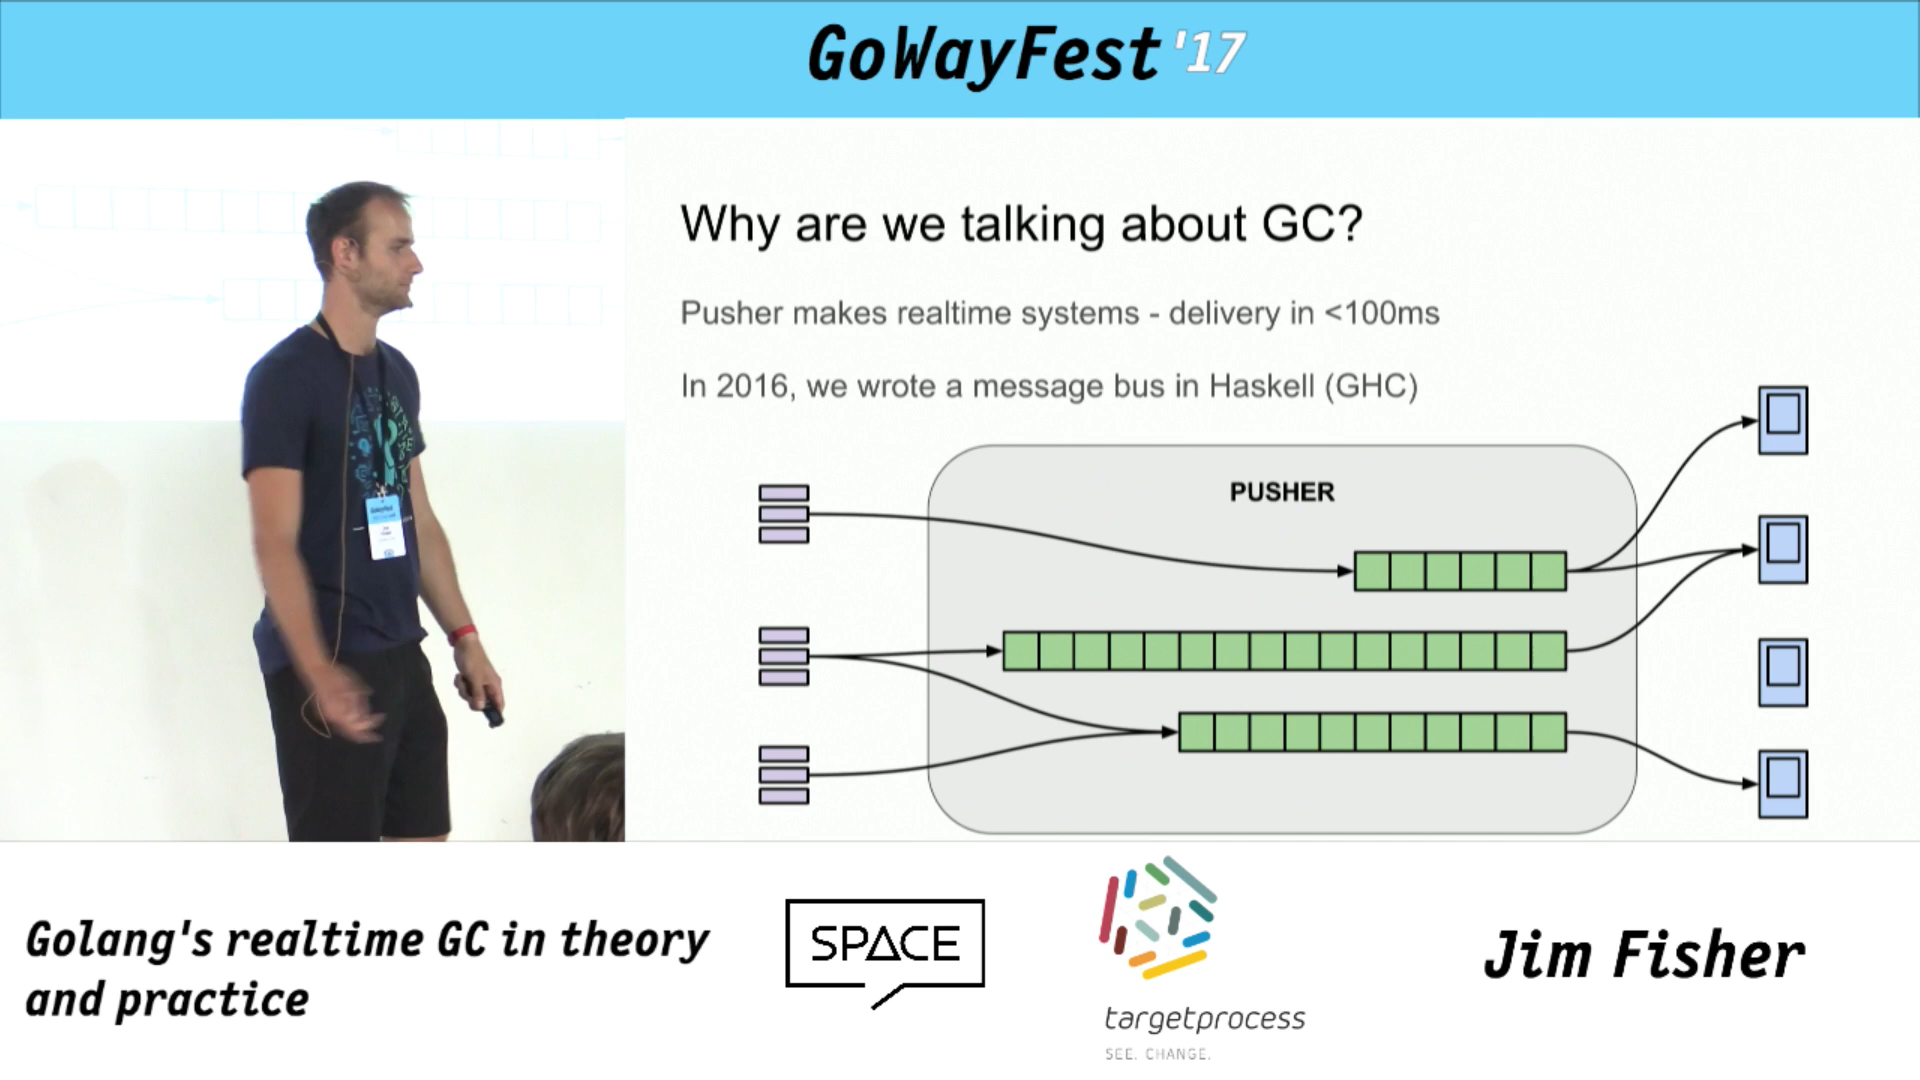 GoWayFest '17
Why are we talking about GC?
Pusher makes realtime systems - delivery in <100ms
In 2016, we wrote a message bus in Haskell (GHC)
PUSHER
Golang's realtime GC in theory
and practice
SPACE
targetprocess
SEE. CHANGE.
Jim Fisher